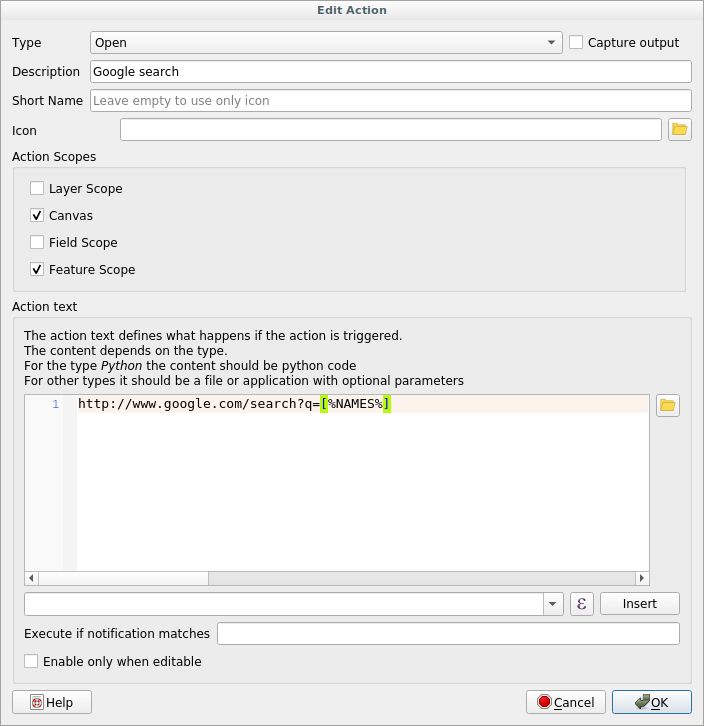 Edit Action
Type
Open
Capture output
Description
Google search
Short Name
Leave empty to use only icon
Icon
Action Scopes
Layer Scope
Canvas
Field Scope
Feature Scope
Action text
The action text defines what happens if the action is triggered.
The content depends on the type.
For the type Python the content should be python code
For other types it should be a file or application with optional parameters
1 http://www.google.com/search?q=[%NAMES%]
ε Insert
Execute if notification matches
Enable only when editable
Help
Cancel
OK